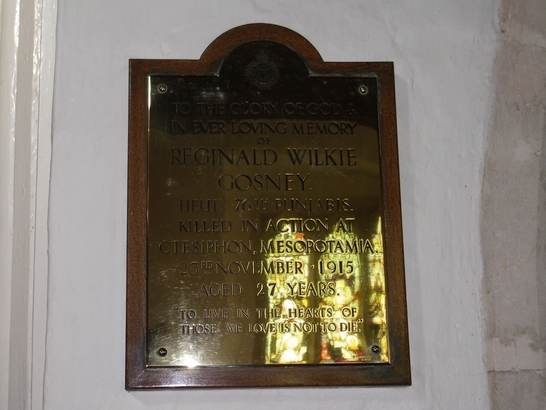 TO THE GLORY OF GOD &
IN EVER LOVING MEMORY
OF
REGINALD WILKIE
GOSNEY.
LIEUT. 76TH PUNJABIS.
KILLED IN ACTION AT
CTESIPHON, MESOPOTAMIA.
NOVEMBER 1915
AGED 27 YEARS.
"TO LIVE IN THE HEARTS OF
THOSE WE LOVE IS NOT TO DIE."